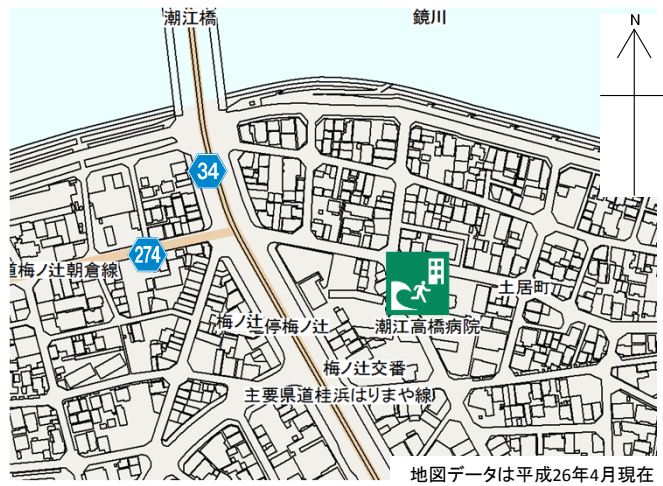 潮江橋
鏡川
N
34
274
道梅ノ辻朝倉線
土居町
梅ノ辻
電停梅ノ辻
潮江高橋病院
梅ノ辻交番
主要県道桂浜はりまや線
地図データは平成26年4月現在